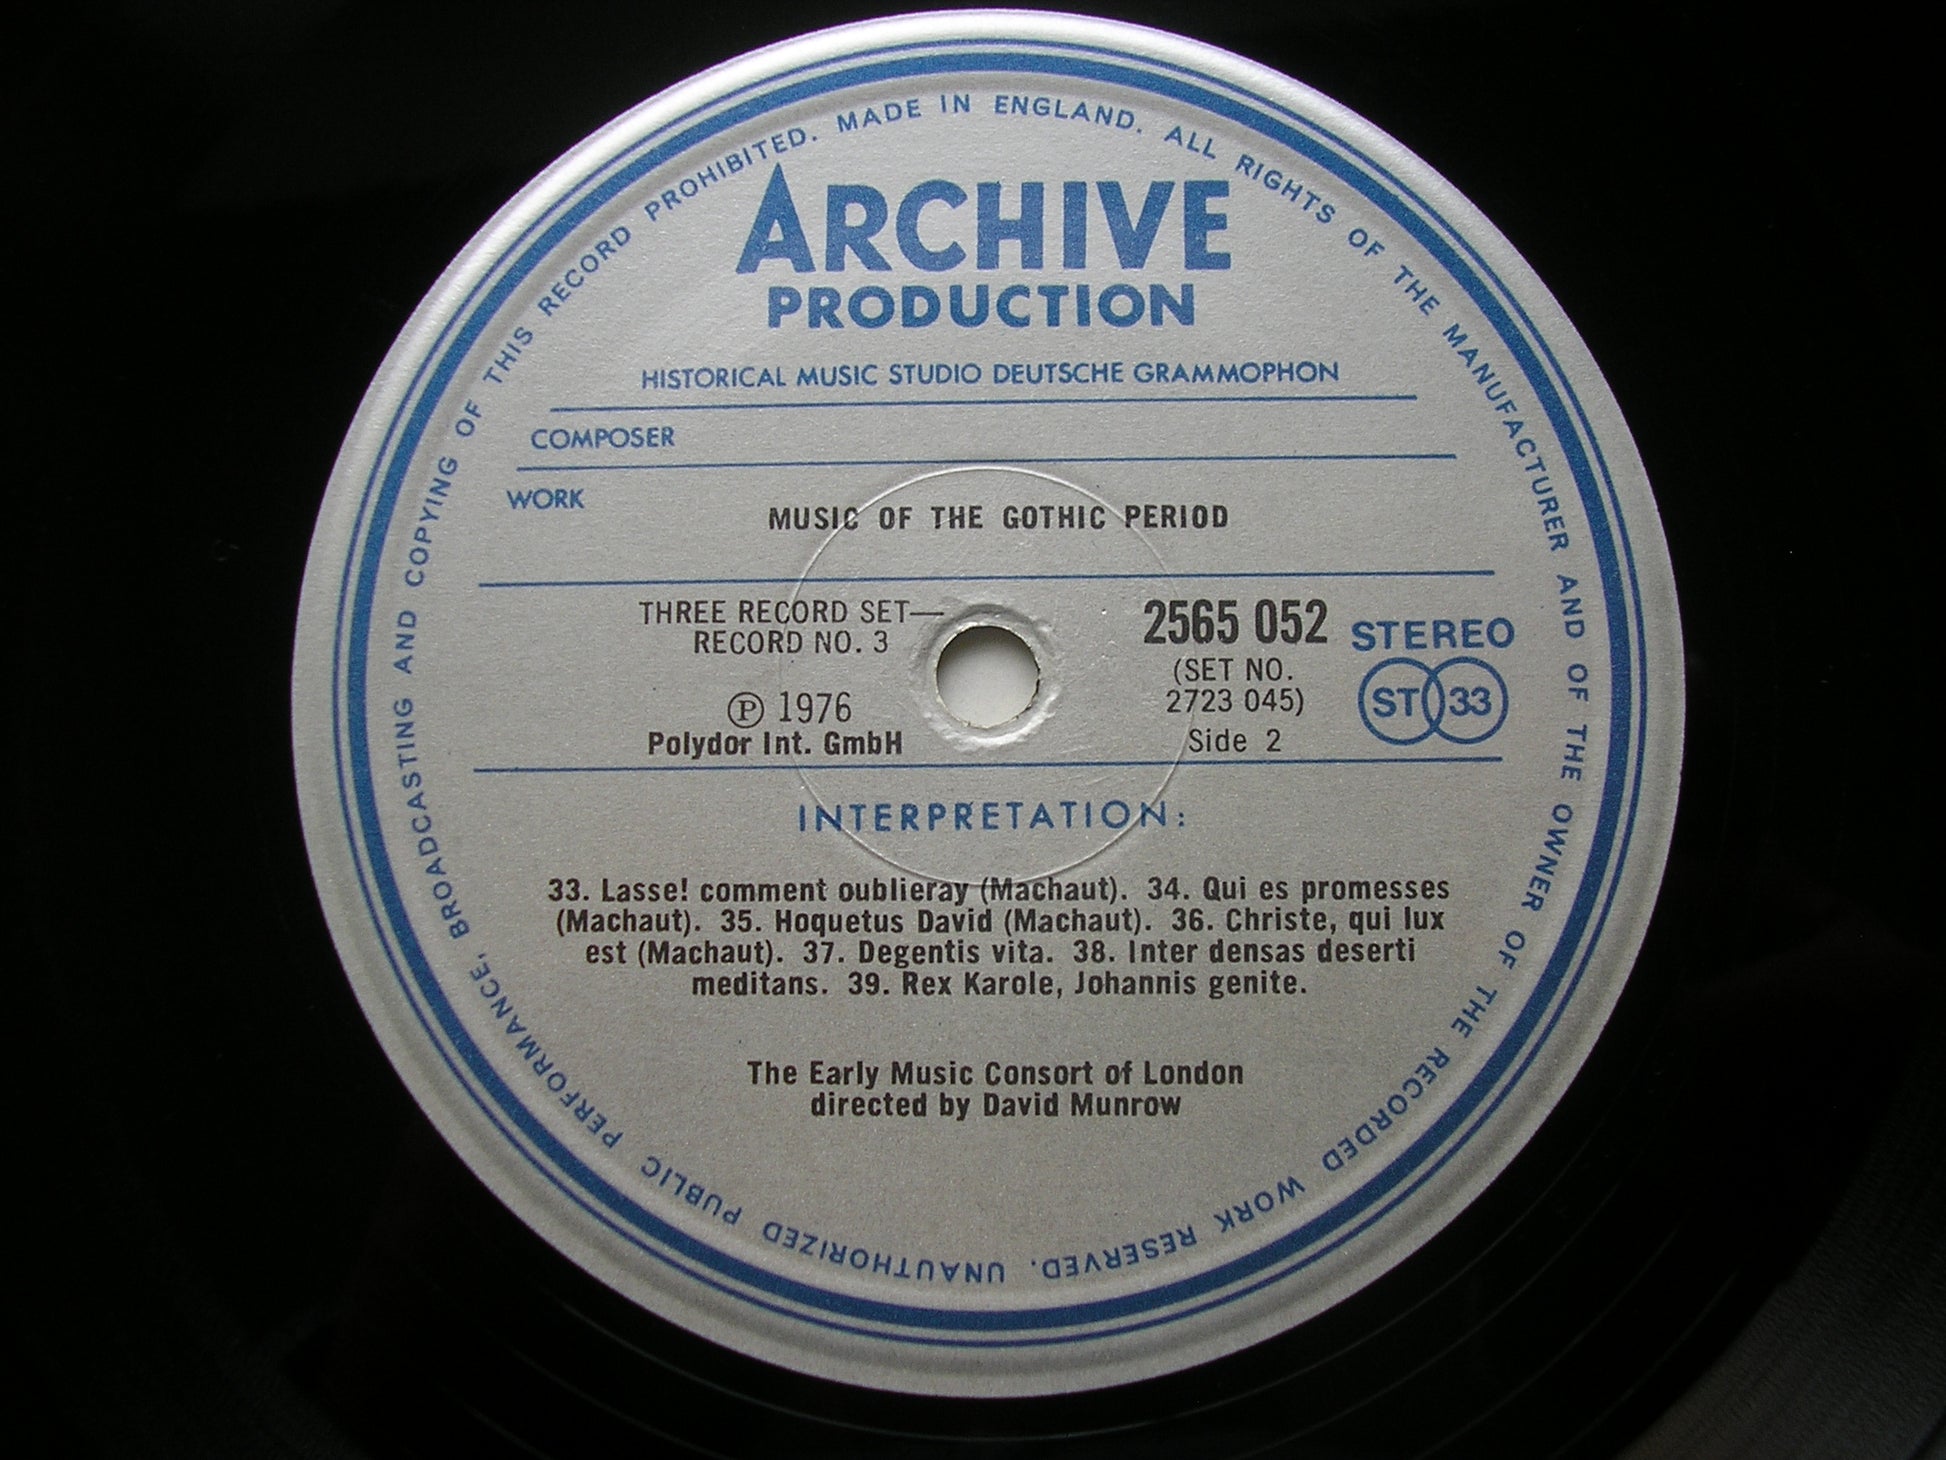 ARCHIVE
PRODUCTION
HISTORICAL MUSIC STUDIO DEUTSCHE GRAMMOPHON
COMPOSER
WORK
MUSIC OF THE GOTHIC PERIOD
THREE RECORD SET—
RECORD NO. 3
℗ 1976
Polydor Int. GmbH
2565 052
(SET NO.
2723 045)
Side 2
STEREO
ST 33
INTERPRETATION:
33. Lasse! comment oublieray (Machaut). 34. Qui es promesses
(Machaut). 35. Hoquetus David (Machaut). 36. Christe, qui lux
est (Machaut). 37. Degentis vita. 38. Inter densas deserti
meditans. 39. Rex Karole, Johannis genite.
The Early Music Consort of London
directed by David Munrow
MADE IN ENGLAND. ALL RIGHTS OF THE MANUFACTURER AND OF THE OWNER OF THE RECORDED WORK RESERVED. UNAUTHORIZED PUBLIC PERFORMANCE, BROADCASTING AND COPYING OF THIS RECORD PROHIBITED.